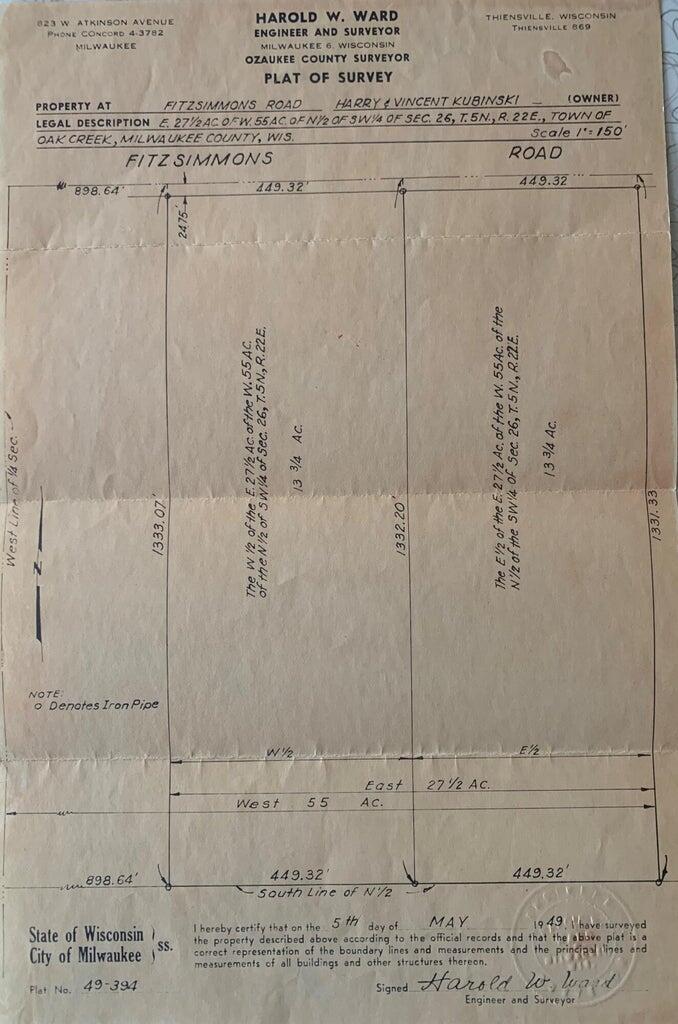 823 W ATKINSON AVENUE
PHONE CONCORD 4-3782
MILWAUKEE
HAROLD W. WARD
ENGINEER AND SURVEYOR
MILWAUKEE 6, WISCONSIN
OZAUKEE COUNTY SURVEYOR
PLAT OF SURVEY
THIENSVILLE, WISCONSIN
THIENSVILLE 869
PROPERTY AT FITZSIMMONS ROAD HARRY & VINCENT KUBINSKI (OWNER)
LEGAL DESCRIPTION E. 27½ AC. OF W. 55 AC. OF N½ OF SW¼ OF SEC. 26, T.5N., R. 22E., TOWN OF
OAK CREEK, MILWAUKEE COUNTY, WIS. Scale 1"=150'
FITZSIMMONS ROAD
898.64' 449.32' 449.32
24.75'
West Line of ¼ Sec.
N
1333.07'
The W ½ of the E. 27½ Ac. of the W. 55 AC.
of the N½ of SW¼ of Sec. 26, T.5N., R.22E.
13 ¾ Ac.
1332.20'
The E½ of the E. 27½ Ac. of the W. 55 Ac. of the
N½ of the SW¼ of Sec. 26, T.5N., R.22E.
13 ¾ Ac.
1331.33
NOTE:
o Denotes Iron Pipe
W½ E½
East 27½ AC.
West 55 AC.
898.64' 449.32' 449.32'
South Line of N½
State of Wisconsin
City of Milwaukee
ss.
I hereby certify that on the 5th day of MAY 1949, I have surveyed
the property described above according to the official records and that the above plat is a
correct representation of the boundary lines and measurements and the principal lines and
measurements of all buildings and other structures thereon.
Plat No. 49-394
Signed Harold W. Ward
Engineer and Surveyor